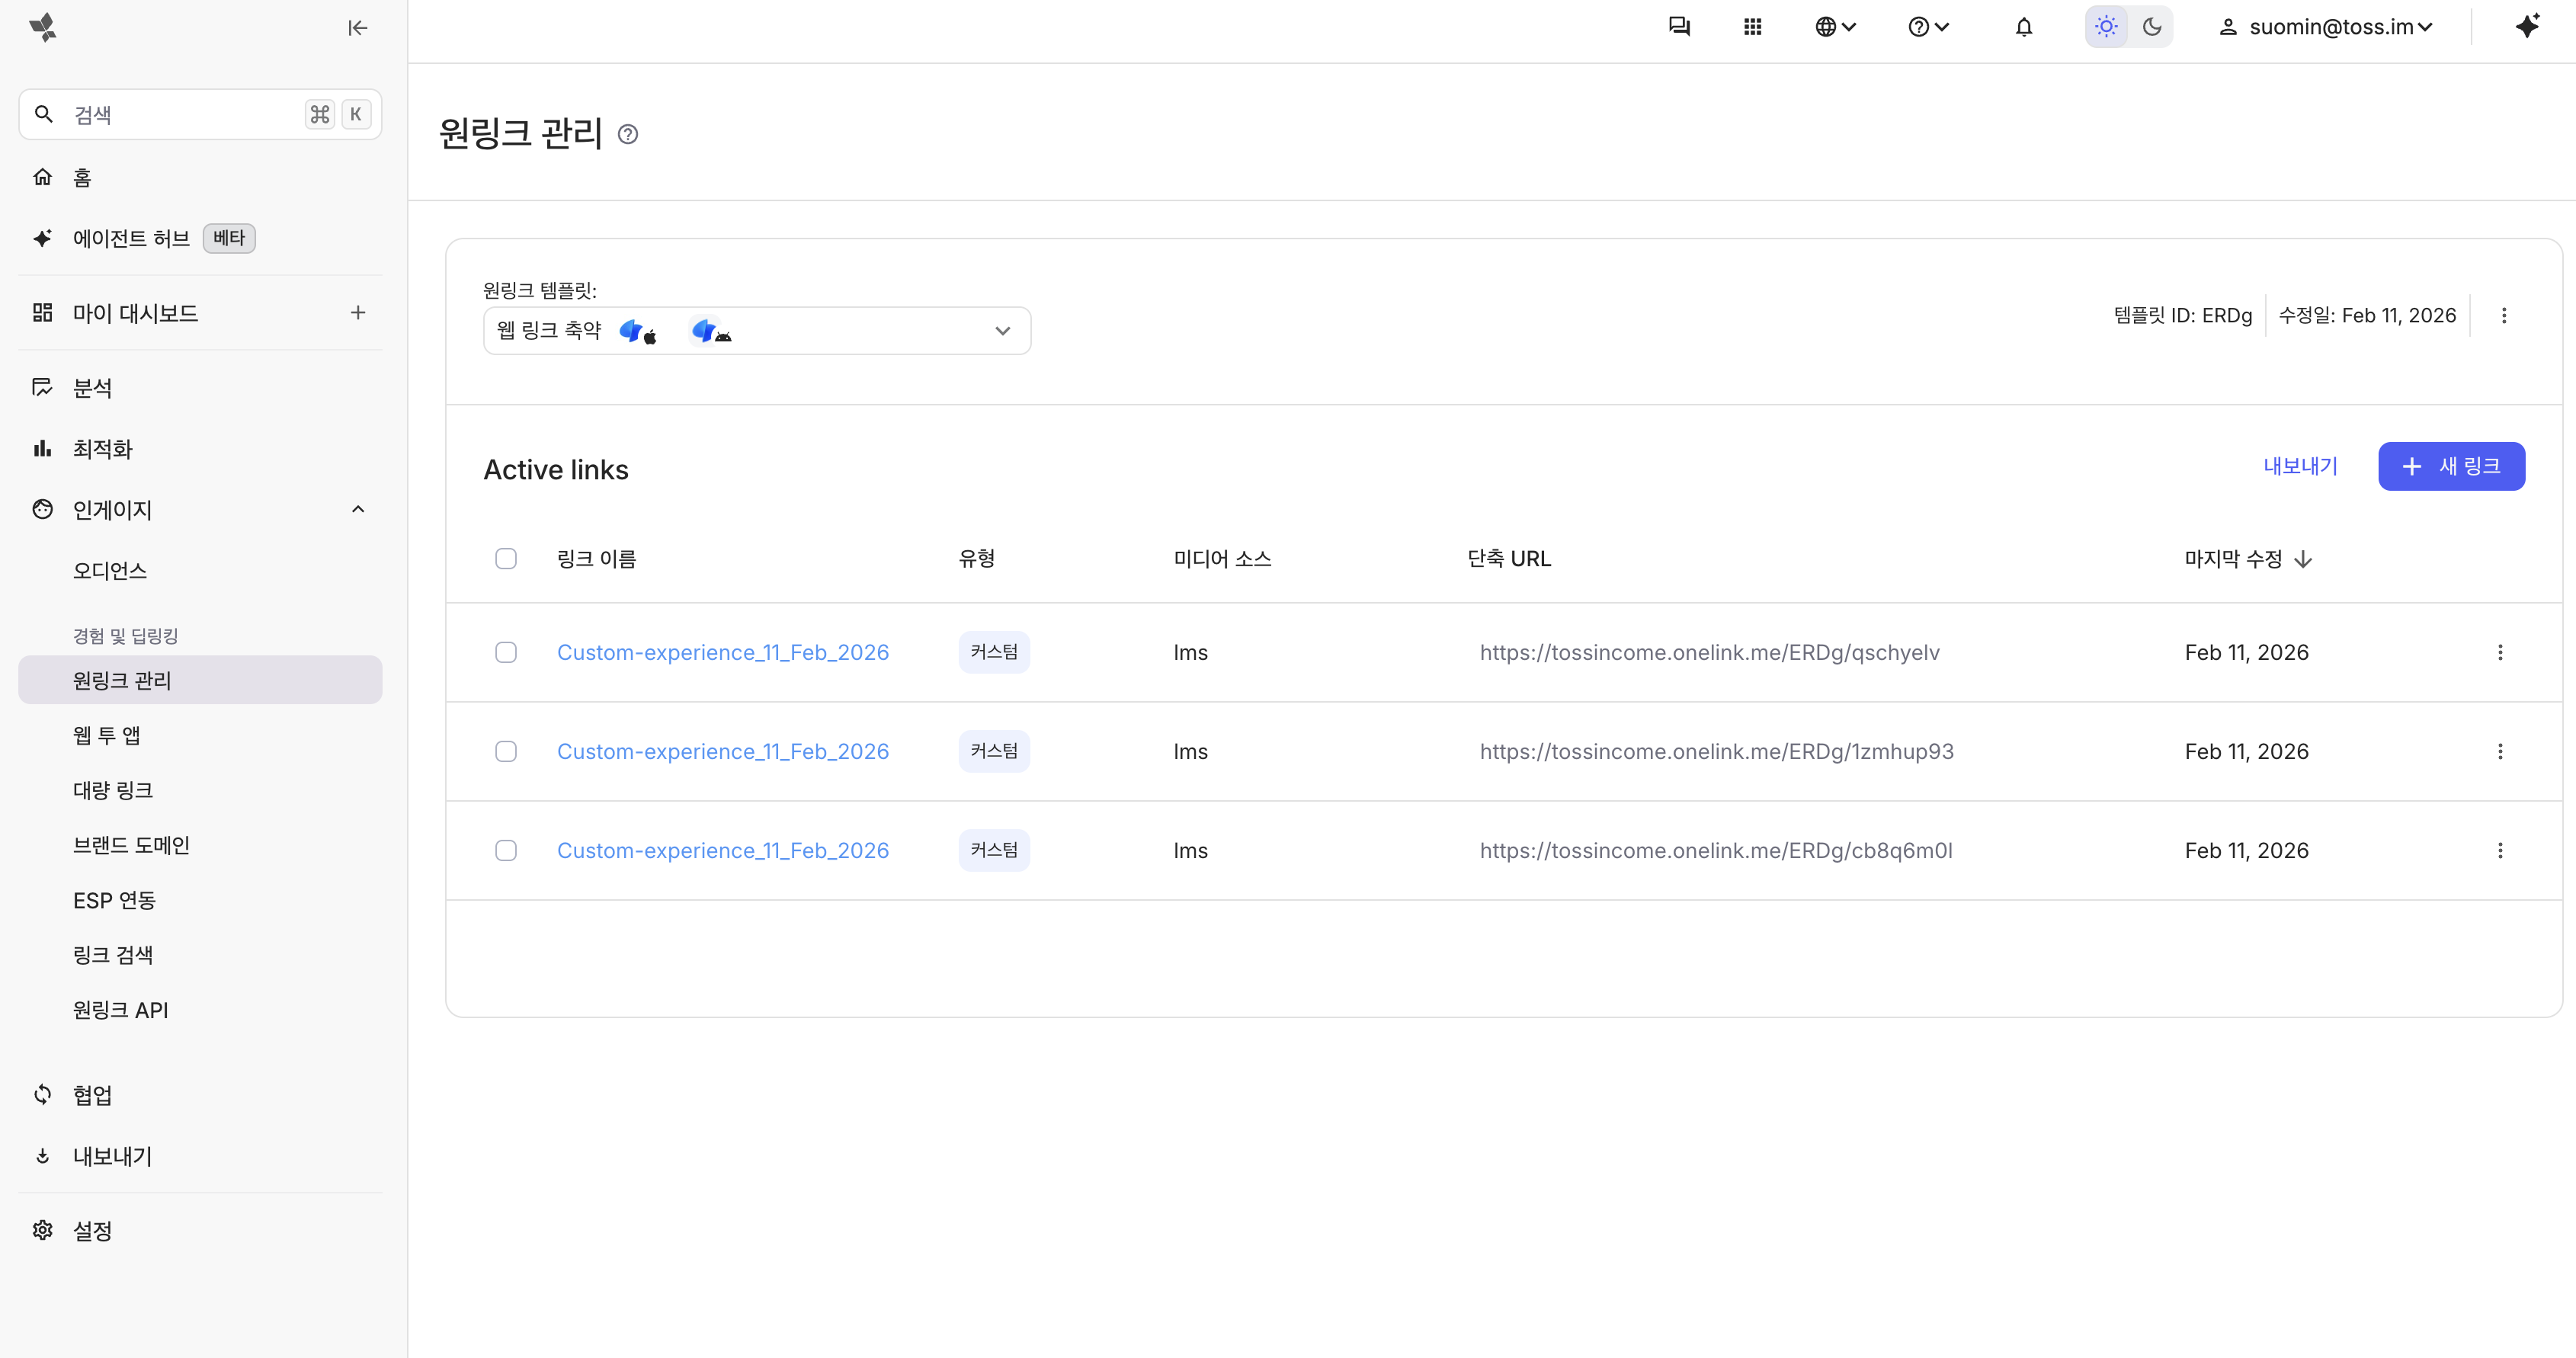 suomin@toss.im
검색 ⌘ K
홈
에이전트 허브 베타
마이 대시보드
분석
최적화
인게이지
오디언스
경험 및 딥링킹
원링크 관리
웹 투 앱
대량 링크
브랜드 도메인
ESP 연동
링크 검색
원링크 API
협업
내보내기
설정
원링크 관리
원링크 템플릿:
웹 링크 축약
템플릿 ID: ERDg 수정일: Feb 11, 2026
Active links
내보내기 + 새 링크
링크 이름 유형 미디어 소스 단축 URL 마지막 수정
Custom-experience_11_Feb_2026 커스텀 lms https://tossincome.onelink.me/ERDg/qschyelv Feb 11, 2026
Custom-experience_11_Feb_2026 커스텀 lms https://tossincome.onelink.me/ERDg/1zmhup93 Feb 11, 2026
Custom-experience_11_Feb_2026 커스텀 lms https://tossincome.onelink.me/ERDg/cb8q6m0l Feb 11, 2026